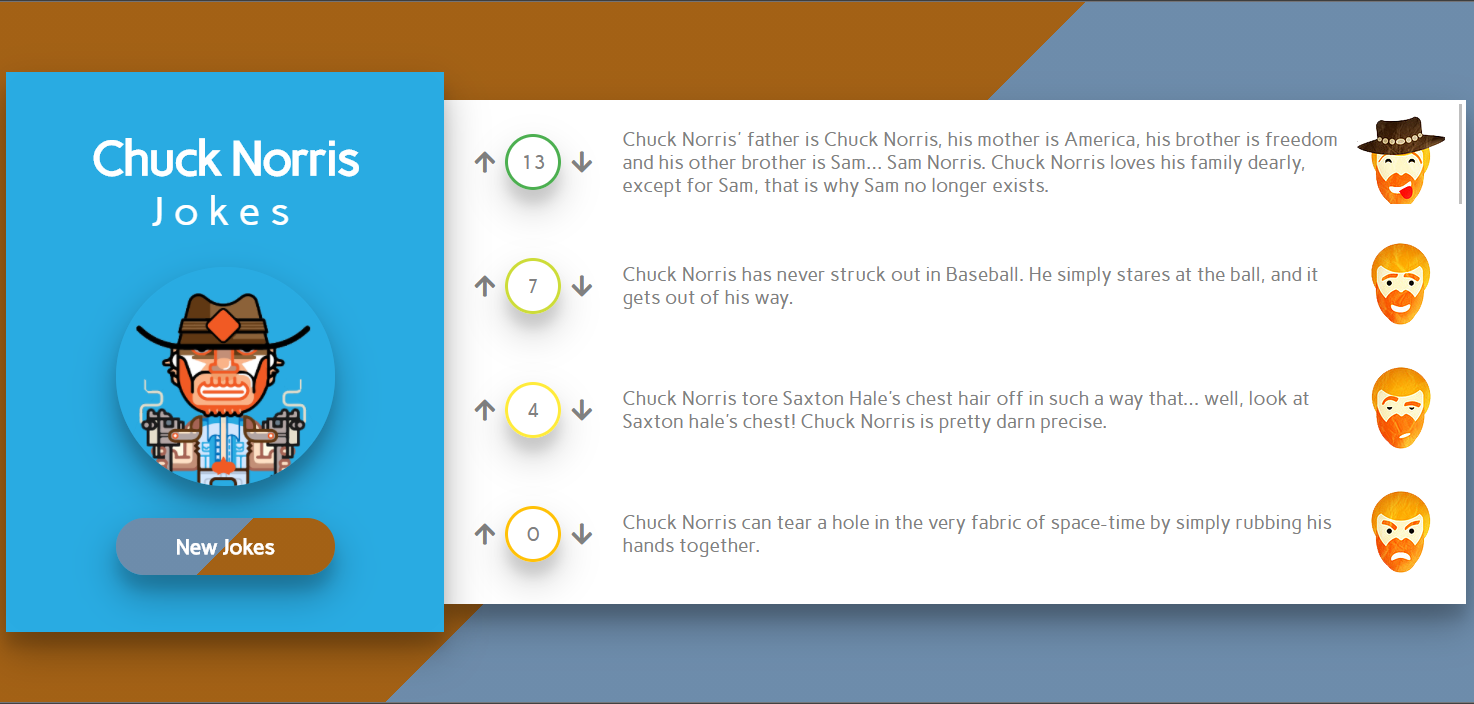 Chuck Norris
Jokes
New Jokes
13
Chuck Norris' father is Chuck Norris, his mother is America, his brother is freedom
and his other brother is Sam... Sam Norris. Chuck Norris loves his family dearly,
except for Sam, that is why Sam no longer exists.
7
Chuck Norris has never struck out in Baseball. He simply stares at the ball, and it
gets out of his way.
4
Chuck Norris tore Saxton Hale's chest hair off in such a way that... well, look at
Saxton hale's chest! Chuck Norris is pretty darn precise.
0
Chuck Norris can tear a hole in the very fabric of space-time by simply rubbing his
hands together.